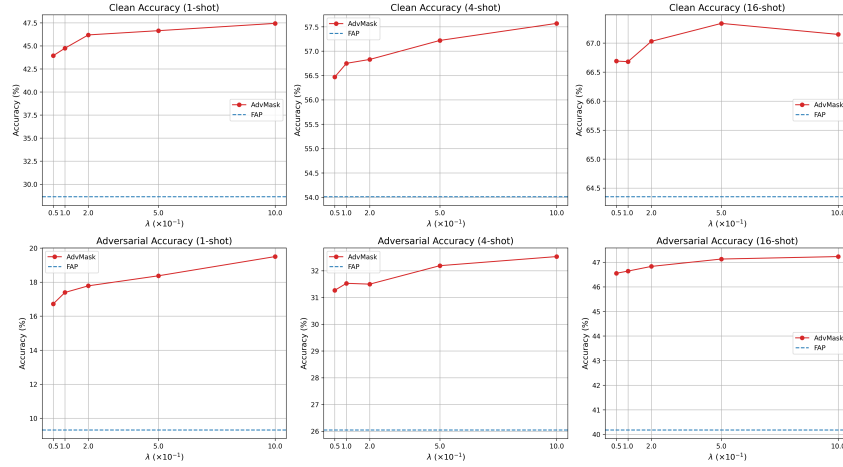 Clean Accuracy (1-shot)
Accuracy (%)
47.5
45.0
42.5
40.0
37.5
35.0
32.5
30.0
AdvMask
FAP
0.5 1.0 2.0 5.0 10.0
λ (×10⁻¹)
Clean Accuracy (4-shot)
Accuracy (%)
57.5
57.0
56.5
56.0
55.5
55.0
54.5
54.0
AdvMask
FAP
0.5 1.0 2.0 5.0 10.0
λ (×10⁻¹)
Clean Accuracy (16-shot)
Accuracy (%)
67.0
66.5
66.0
65.5
65.0
64.5
AdvMask
FAP
0.5 1.0 2.0 5.0 10.0
λ (×10⁻¹)
Adversarial Accuracy (1-shot)
Accuracy (%)
20
18
16
14
12
10
AdvMask
FAP
0.5 1.0 2.0 5.0 10.0
λ (×10⁻¹)
Adversarial Accuracy (4-shot)
Accuracy (%)
32
31
30
29
28
27
26
AdvMask
FAP
0.5 1.0 2.0 5.0 10.0
λ (×10⁻¹)
Adversarial Accuracy (16-shot)
Accuracy (%)
47
46
45
44
43
42
41
40
AdvMask
FAP
0.5 1.0 2.0 5.0 10.0
λ (×10⁻¹)